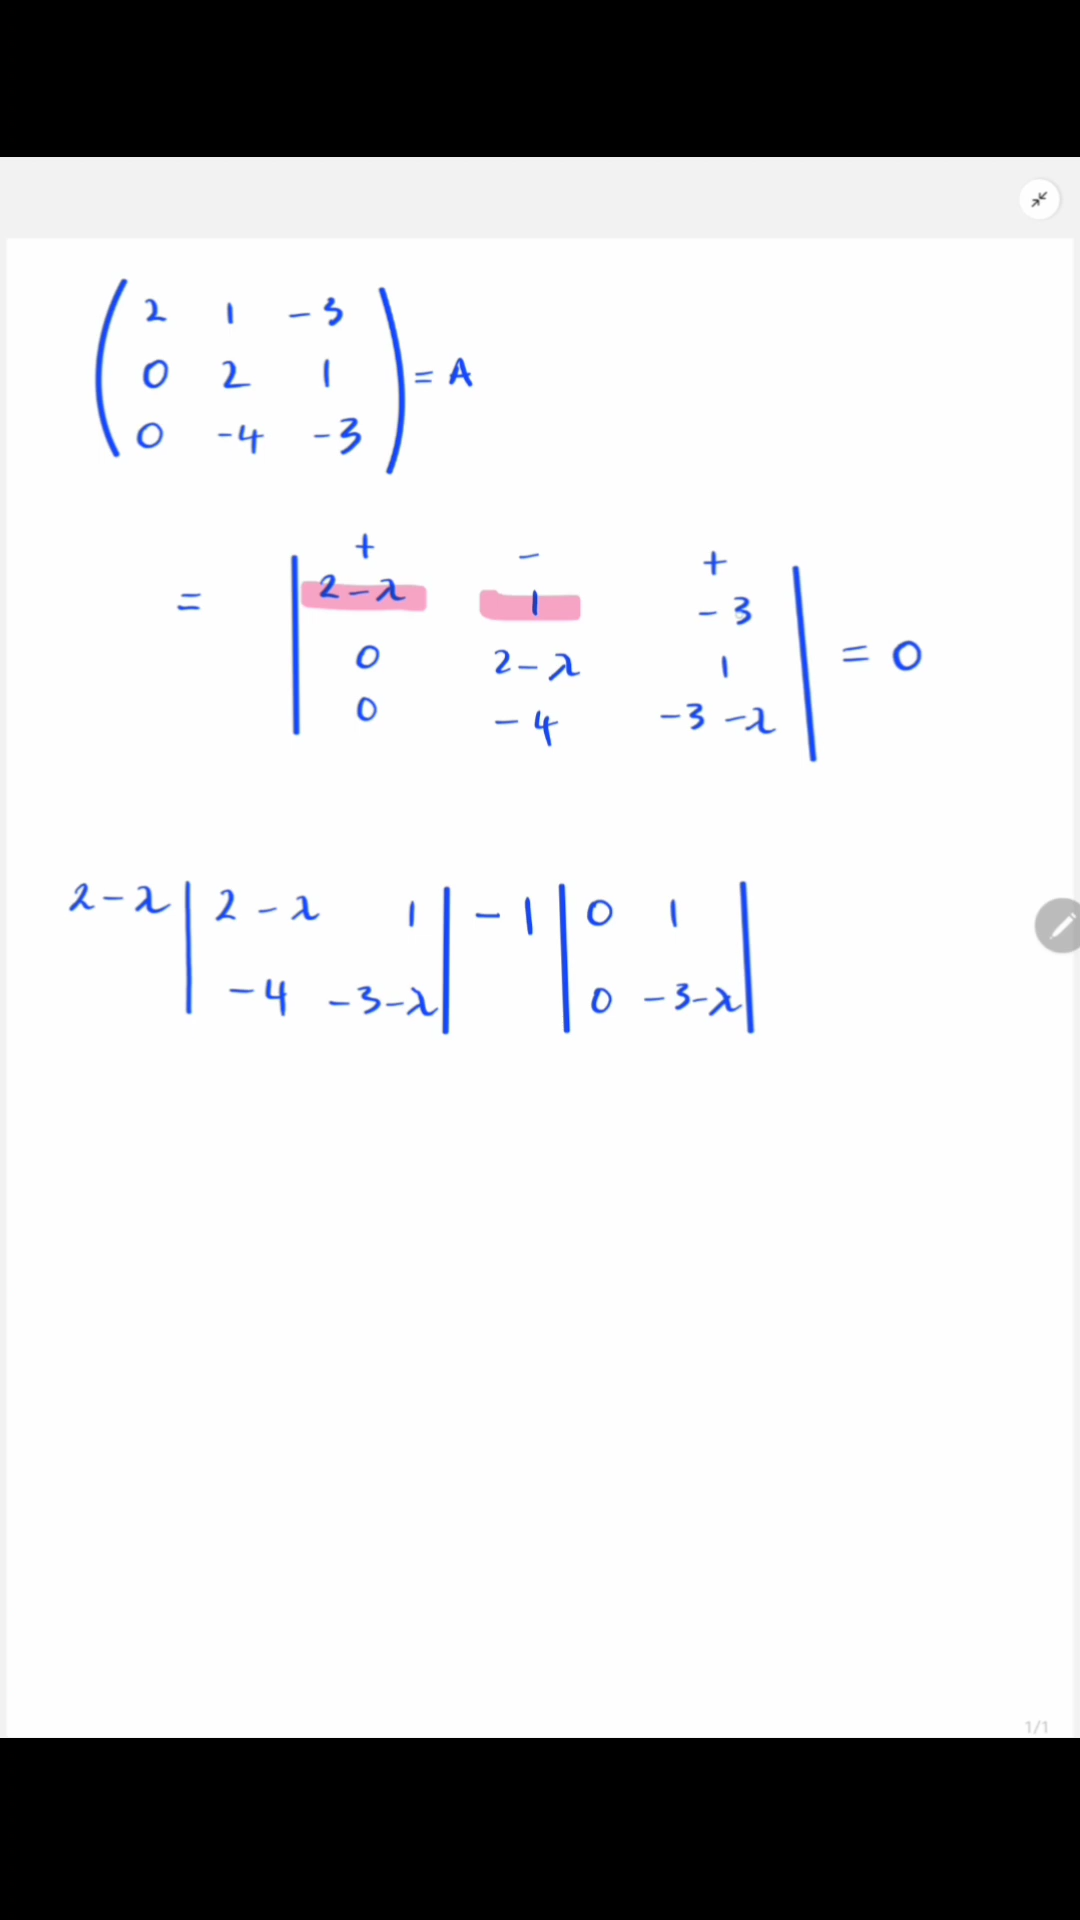 2 1 -3
0 2 1 = A
0 -4 -3
+ - +
2-λ 1 -3
= 0 2-λ 1 = 0
0 -4 -3-λ
2-λ | 2-λ 1 | - 1 | 0 1 |
-4 -3-λ 0 -3-λ
1/1